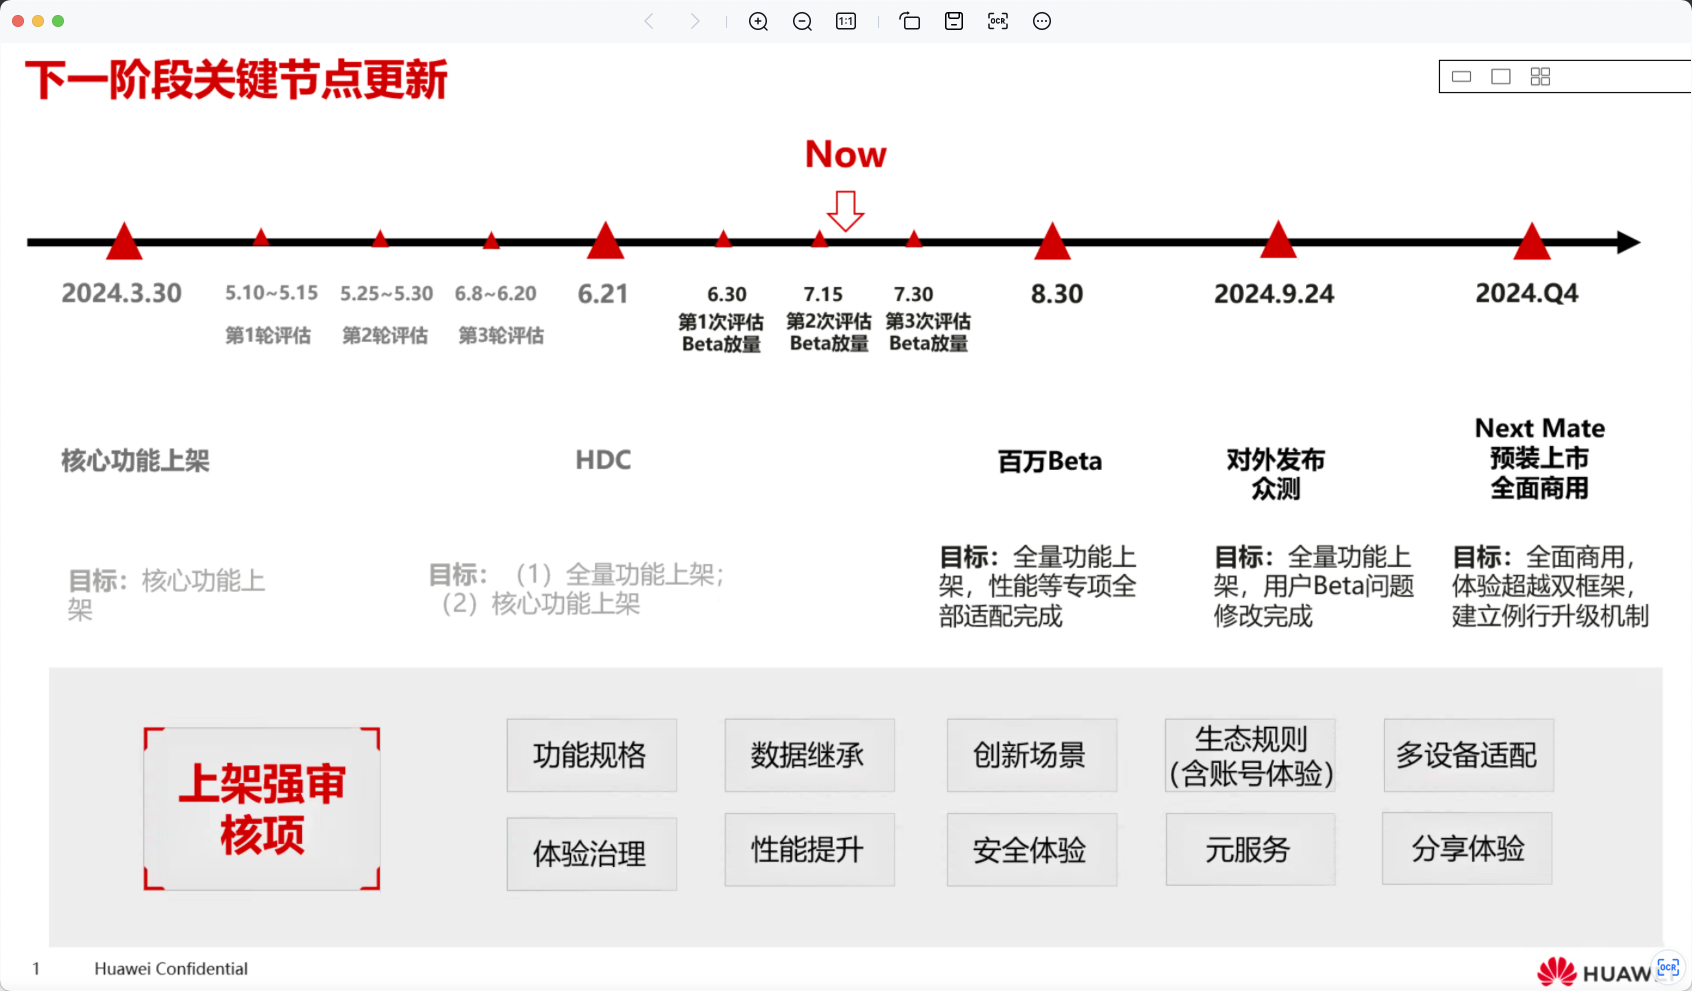 下一阶段关键节点更新
Now
2024.3.30
5.10~5.15
第1轮评估
5.25~5.30
第2轮评估
6.8~6.20
第3轮评估
6.21
6.30
第1次评估
Beta放量
7.15
第2次评估
Beta放量
7.30
第3次评估
Beta放量
8.30
2024.9.24
2024.Q4
核心功能上架
HDC
百万Beta
对外发布
众测
Next Mate
预装上市
全面商用
目标：核心功能上
架
目标：（1）全量功能上架；
（2）核心功能上架
目标：全量功能上
架，性能等专项全
部适配完成
目标：全量功能上
架，用户Beta问题
修改完成
目标：全面商用，
体验超越双框架，
建立例行升级机制
上架强审
核项
功能规格
数据继承
创新场景
生态规则
(含账号体验)
多设备适配
体验治理
性能提升
安全体验
元服务
分享体验
1
Huawei Confidential
HUAW
OCR
1:1
OCR